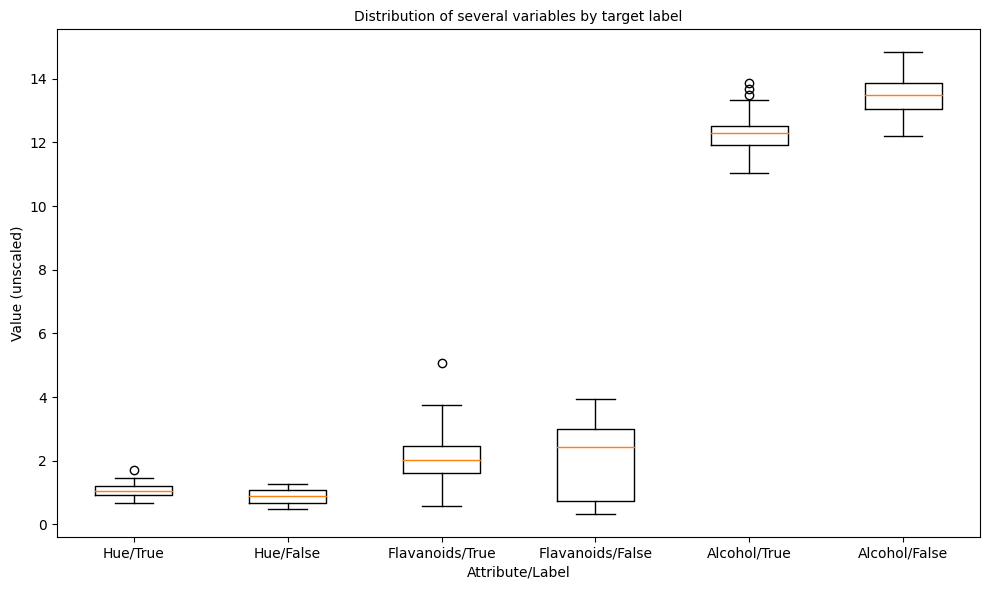 Distribution of several variables by target label
Value (unscaled)
14
12
10
8
6
4
2
0
Hue/True Hue/False Flavanoids/True Flavanoids/False Alcohol/True Alcohol/False
Attribute/Label